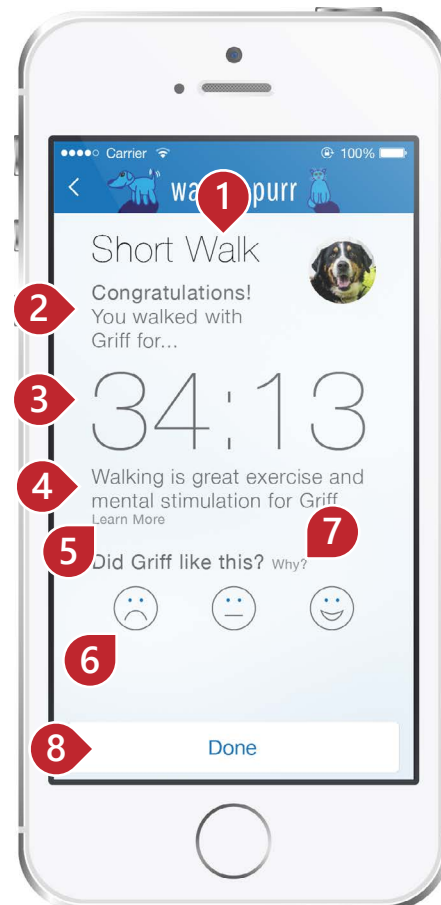 Carrier 100%
purr
1
Short Walk
2
Congratulations!
You walked with
Griff for...
3
34:13
4
Walking is great exercise and
mental stimulation for Griff
Learn More
5
7
Did Griff like this? Why?
6
8
Done